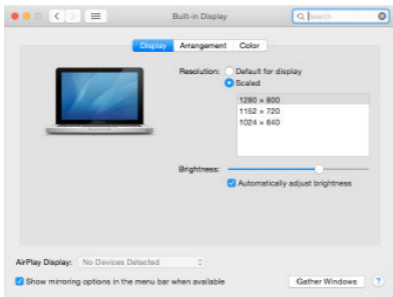 Built-in Display
Search
Display Arrangement Color
Resolution: Default for display
Scaled
1280 × 800
1152 × 720
1024 × 640
Brightness:
Automatically adjust brightness
AirPlay Display: No Devices Detected
Show mirroring options in the menu bar when available
Gather Windows ?